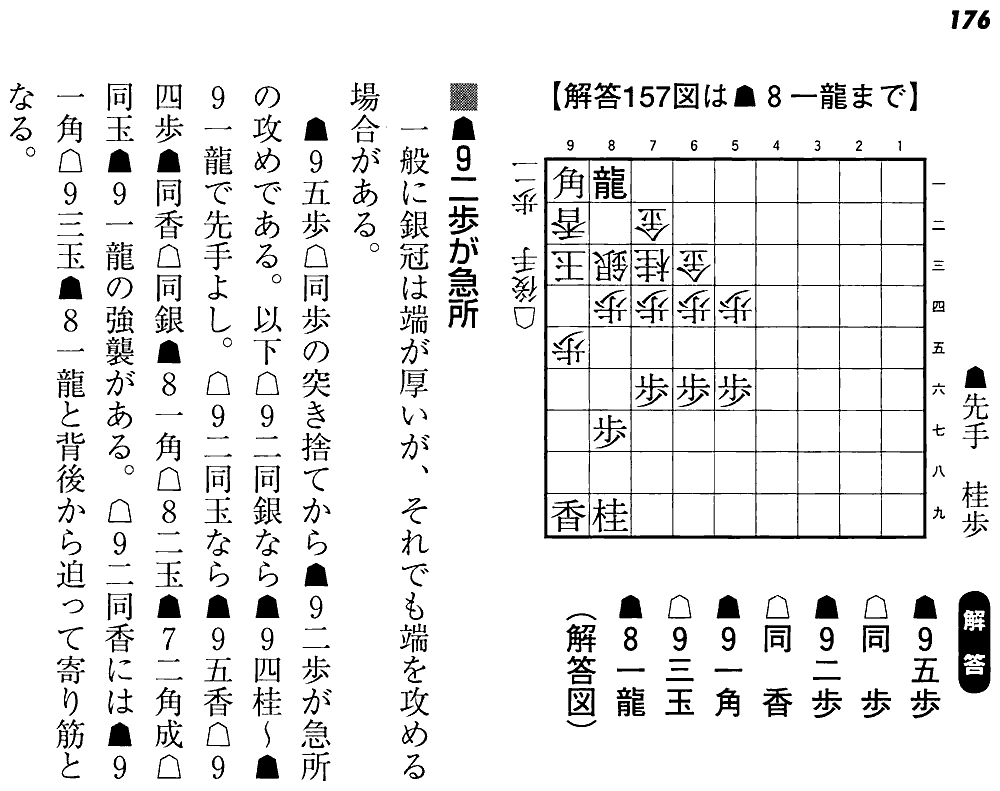 176
解答
☗9五歩
☖同　歩
☗9二歩
☖同　香
☗9一角
☖9三玉
☗8一龍
（解答図）
【解答157図は☗8一龍まで】
9 8 7 6 5 4 3 2 1
角龍 一
香 金 二
王銀桂金 三
歩歩歩歩 四
歩 五
歩歩歩 六
歩 七
八
香桂 九
☗先手　桂歩
☖後手　歩二
■☗9二歩が急所
一般に銀冠は端が厚いが、それでも端を攻める
場合がある。
☗9五歩☖同歩の突き捨てから☗9二歩が急所
の攻めである。以下☖9二同銀なら☗9四桂～☗
9一龍で先手よし。☖9二同玉なら☗9五香☖9
四歩☗同香☖同銀☗8一角☖8二玉☗7二角成☖
同玉☗9一龍の強襲がある。☖9二同香には☗9
一角☖9三玉☗8一龍と背後から迫って寄り筋と
なる。